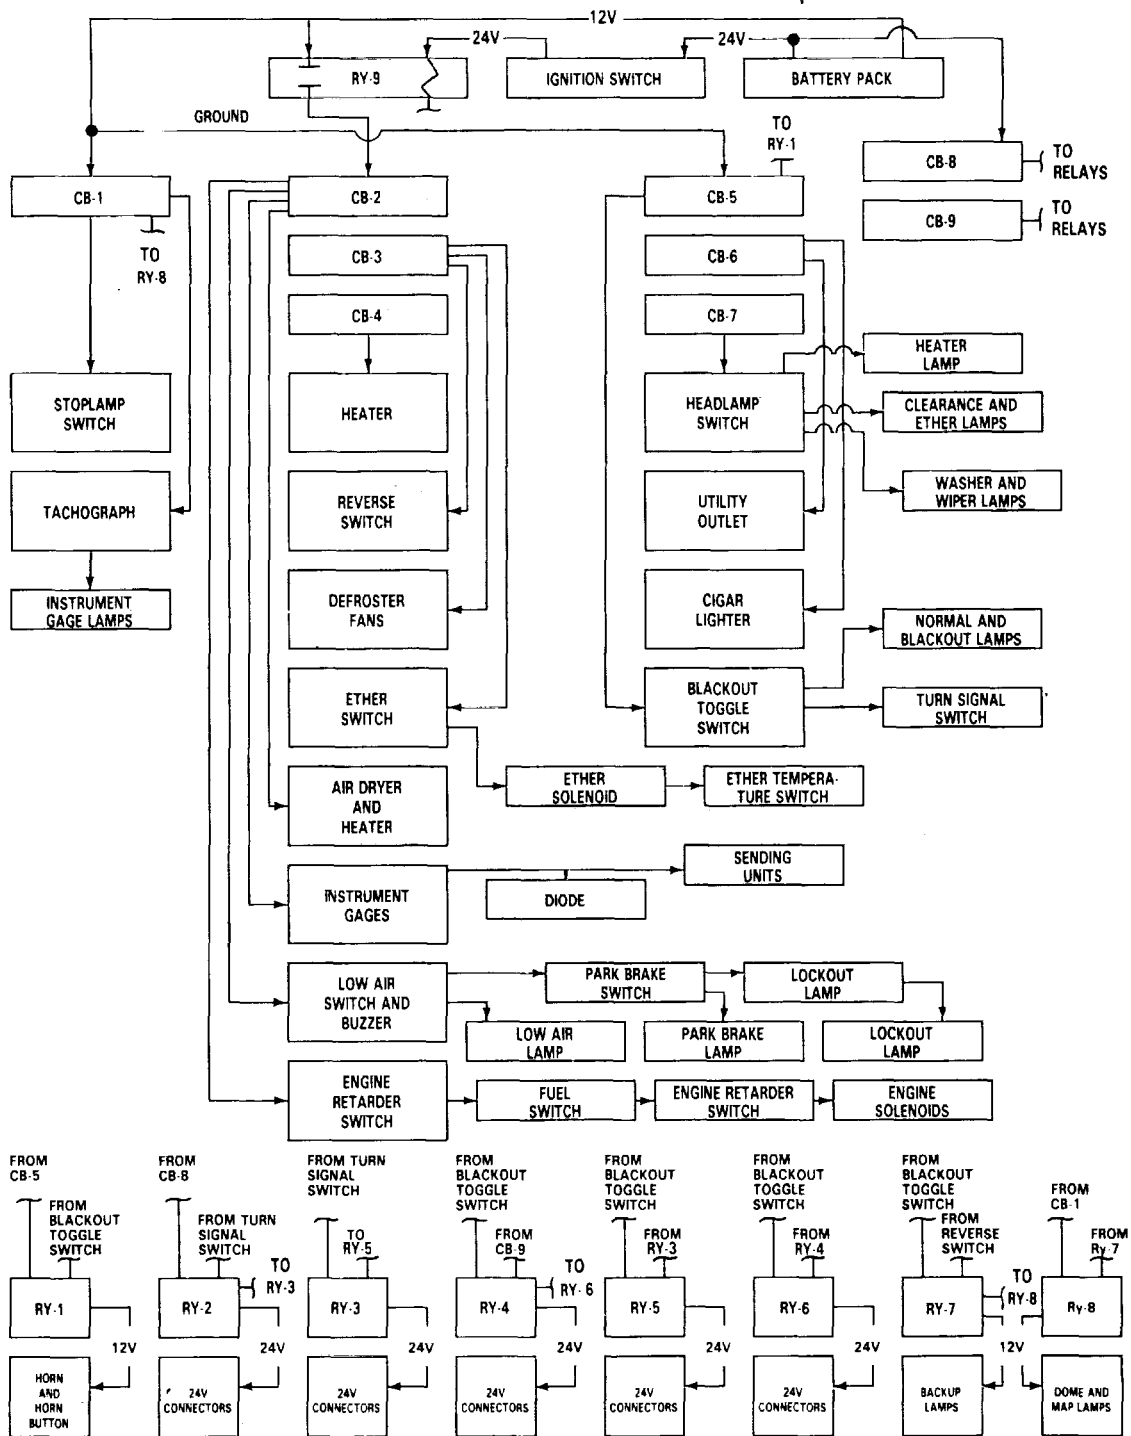 12V
24V
24V
RY-9
IGNITION SWITCH
BATTERY PACK
GROUND
TO
RY-1
CB-1
CB-2
CB-5
CB-8
TO
RELAYS
CB-9
TO
RELAYS
TO
RY-8
CB-3
CB-6
CB-4
CB-7
HEATER
LAMP
STOPLAMP
SWITCH
HEATER
HEADLAMP
SWITCH
CLEARANCE AND
ETHER LAMPS
TACHOGRAPH
REVERSE
SWITCH
UTILITY
OUTLET
WASHER AND
WIPER LAMPS
INSTRUMENT
GAGE LAMPS
DEFROSTER
FANS
CIGAR
LIGHTER
NORMAL AND
BLACKOUT LAMPS
ETHER
SWITCH
BLACKOUT
TOGGLE
SWITCH
TURN SIGNAL
SWITCH
AIR DRYER
AND
HEATER
ETHER
SOLENOID
ETHER TEMPERA-
TURE SWITCH
INSTRUMENT
GAGES
DIODE
SENDING
UNITS
LOW AIR
SWITCH AND
BUZZER
PARK BRAKE
SWITCH
LOCKOUT
LAMP
LOW AIR
LAMP
PARK BRAKE
LAMP
LOCKOUT
LAMP
ENGINE
RETARDER
SWITCH
FUEL
SWITCH
ENGINE RETARDER
SWITCH
ENGINE
SOLENOIDS
FROM
CB-5
FROM
BLACKOUT
TOGGLE
SWITCH
RY-1
12V
HORN
AND
HORN
BUTTON
FROM
CB-8
FROM TURN
SIGNAL
SWITCH
TO
RY-3
RY-2
24V
24V
CONNECTORS
FROM TURN
SIGNAL
SWITCH
TO
RY-5
RY-3
24V
24V
CONNECTORS
FROM
BLACKOUT
TOGGLE
SWITCH
FROM
CB-9
TO
RY-6
RY-4
24V
24V
CONNECTORS
FROM
BLACKOUT
TOGGLE
SWITCH
FROM
RY-3
RY-5
24V
24V
CONNECTORS
FROM
BLACKOUT
TOGGLE
SWITCH
FROM
RY-4
RY-6
24V
24V
CONNECTORS
FROM
BLACKOUT
TOGGLE
SWITCH
FROM
REVERSE
SWITCH
TO
RY-8
RY-7
12V
BACKUP
LAMPS
FROM
CB-1
FROM
Ry-7
Ry-8
DOME AND
MAP LAMPS